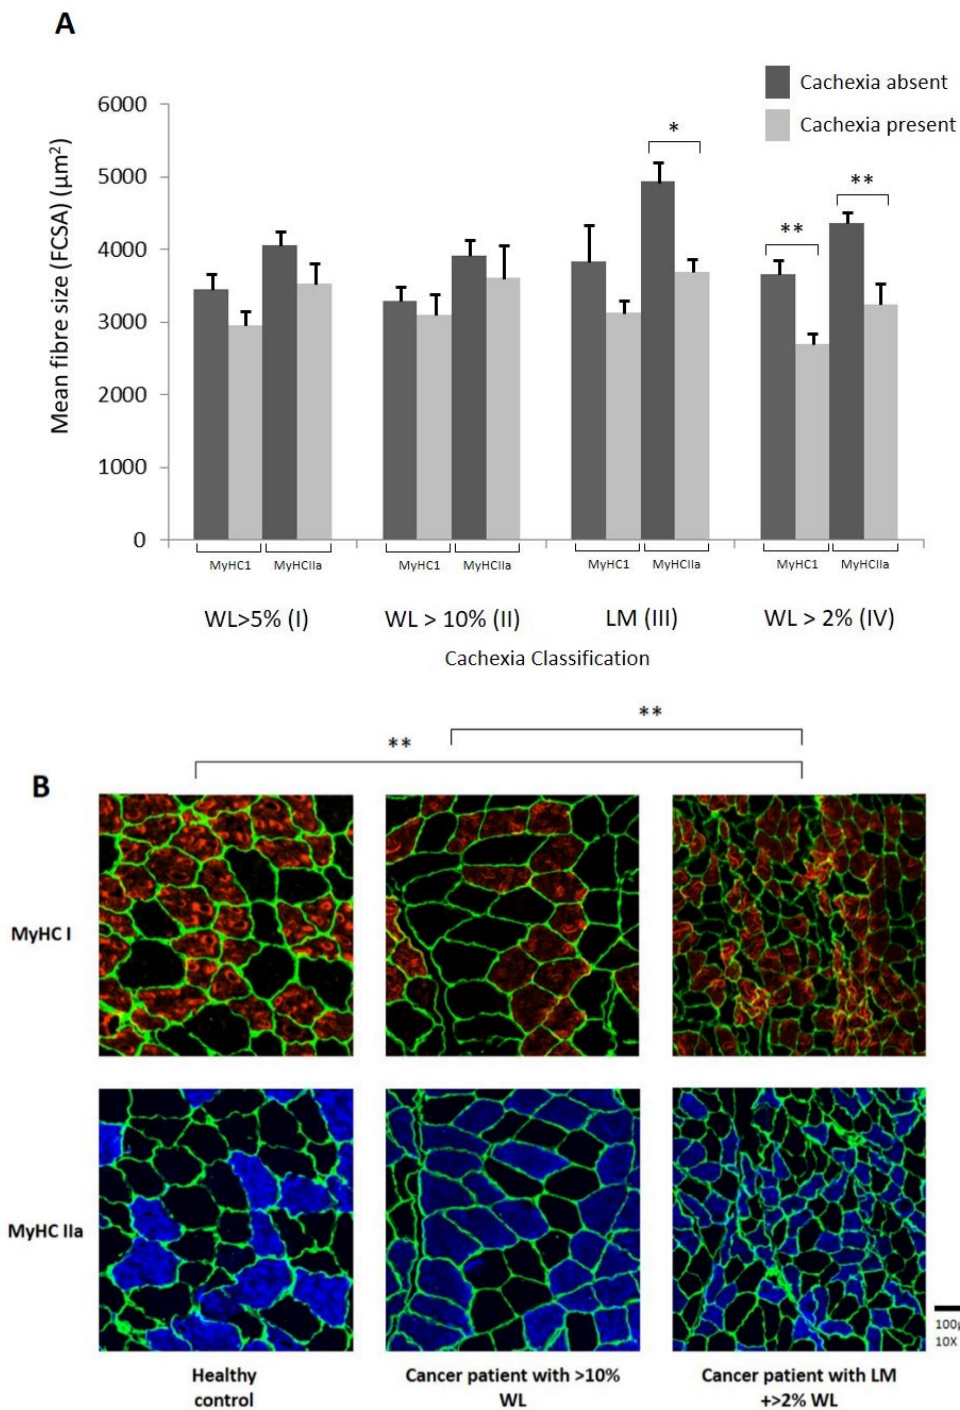 A
Cachexia absent
Cachexia present
Mean fibre size (FCSA) (µm²)
6000
5000
4000
3000
2000
1000
0
*
**
**
MyHC1 MyHCIIa MyHC1 MyHCIIa MyHC1 MyHCIIa MyHC1 MyHCIIa
WL>5% (I) WL > 10% (II) LM (III) WL > 2% (IV)
Cachexia Classification
**
**
B
MyHC I
MyHC IIa
100µ
10X
Healthy control
Cancer patient with >10% WL
Cancer patient with LM +>2% WL